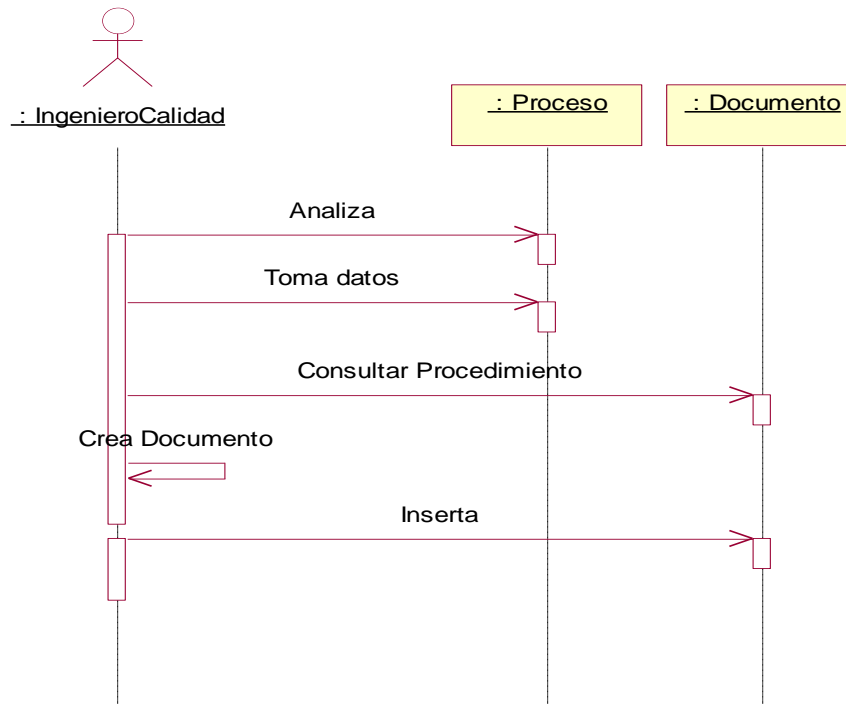 : IngenieroCalidad
: Proceso
: Documento
Analiza
Toma datos
Consultar Procedimiento
Crea Documento
Inserta